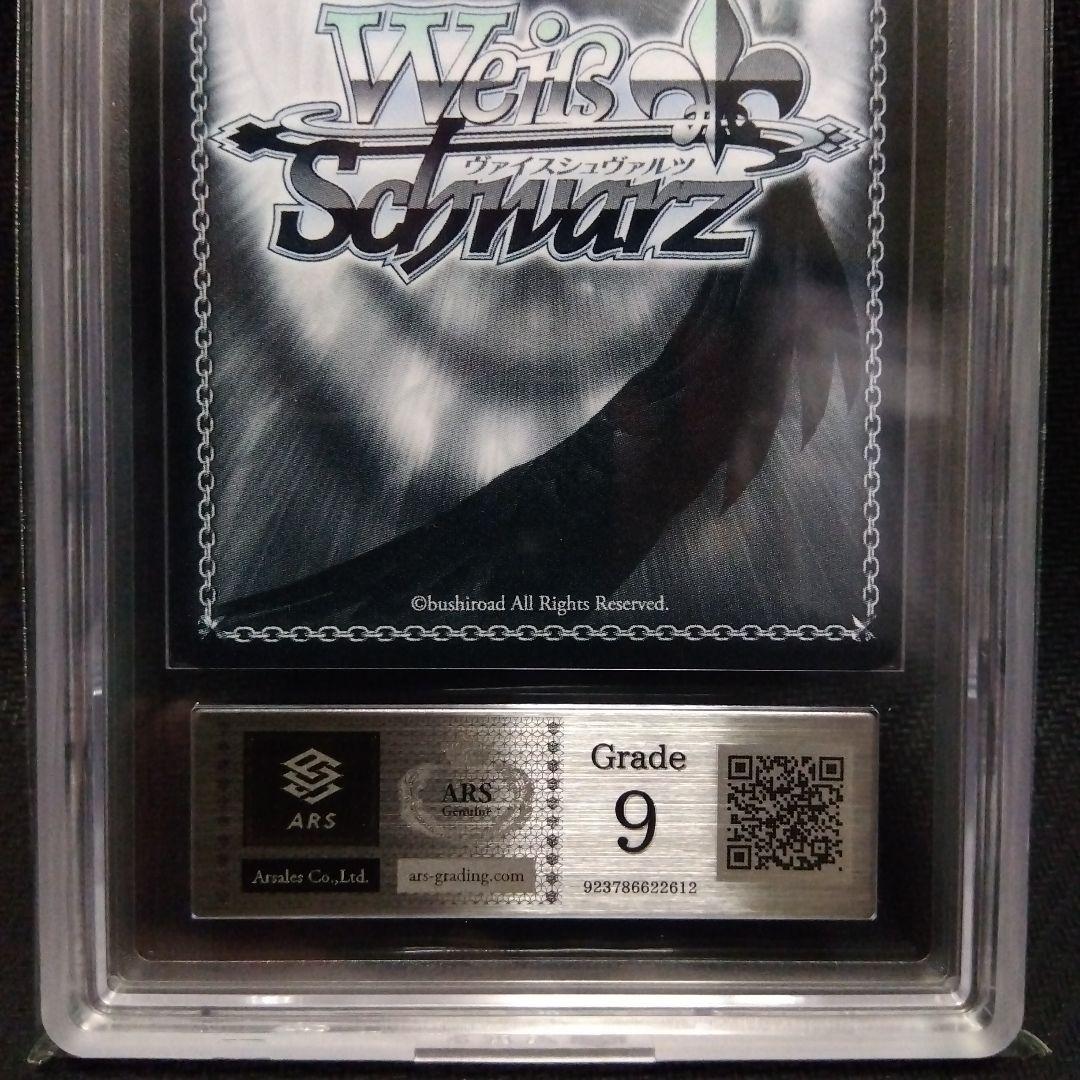 Weiß
Schwarz
ヴァイスシュヴァルツ
©bushiroad All Rights Reserved.
ARS
Arsales Co.,Ltd.
ARS
Genuine
ars-grading.com
Grade
9
923786622612